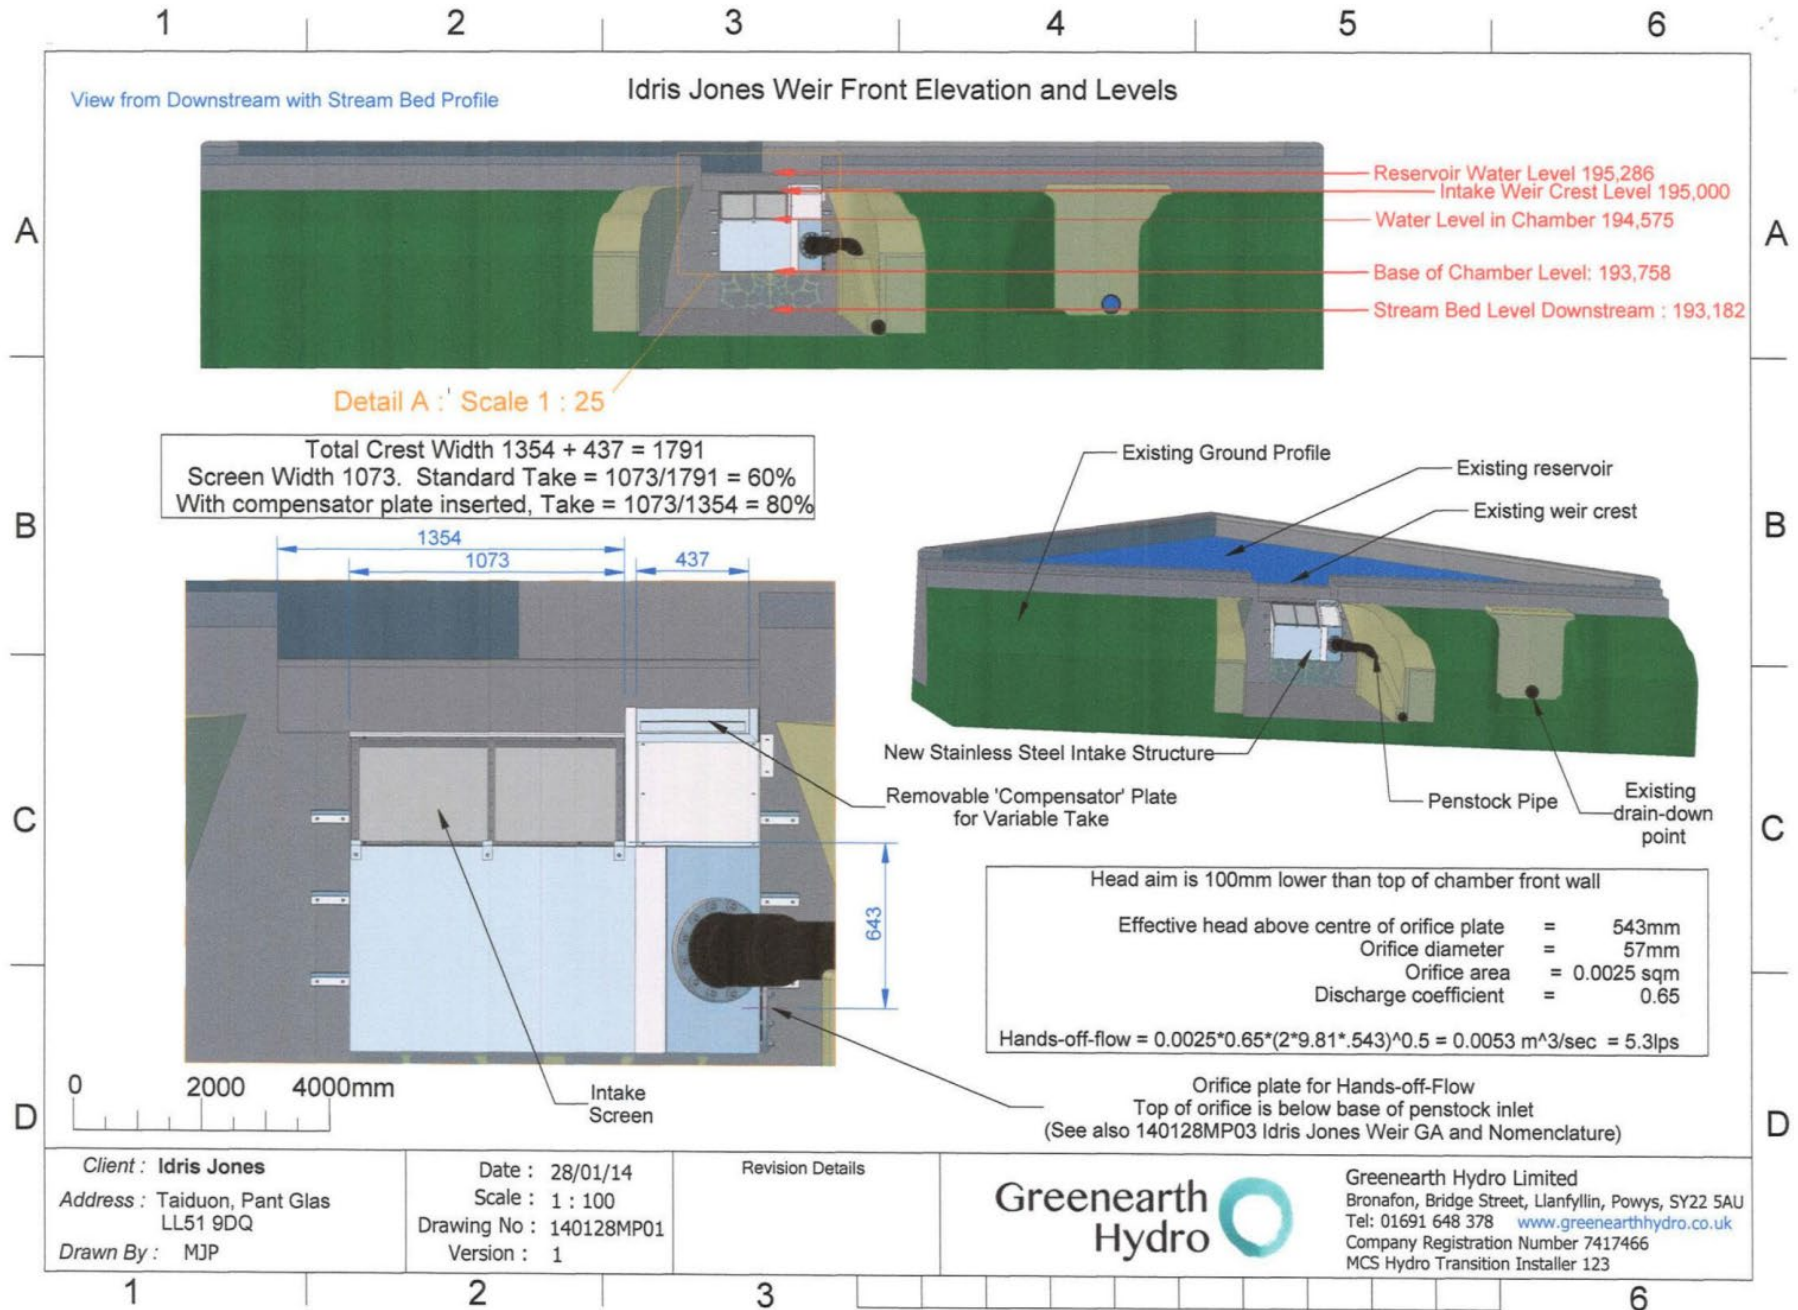 1 2 3 4 5 6
View from Downstream with Stream Bed Profile
Idris Jones Weir Front Elevation and Levels
Reservoir Water Level 195,286
Intake Weir Crest Level 195,000
A
Water Level in Chamber 194,575
A
Base of Chamber Level: 193,758
Stream Bed Level Downstream : 193,182
Detail A : Scale 1 : 25
Total Crest Width 1354 + 437 = 1791
Screen Width 1073. Standard Take = 1073/1791 = 60%
With compensator plate inserted, Take = 1073/1354 = 80%
Existing Ground Profile
Existing reservoir
Existing weir crest
B
B
1354
1073
437
New Stainless Steel Intake Structure
Removable 'Compensator' Plate
for Variable Take
Penstock Pipe
Existing
drain-down
point
C
C
643
Head aim is 100mm lower than top of chamber front wall
Effective head above centre of orifice plate = 543mm
Orifice diameter = 57mm
Orifice area = 0.0025 sqm
Discharge coefficient = 0.65
Hands-off-flow = 0.0025*0.65*(2*9.81*.543)^0.5 = 0.0053 m^3/sec = 5.3lps
0 2000 4000mm
Intake
Screen
Orifice plate for Hands-off-Flow
Top of orifice is below base of penstock inlet
(See also 140128MP03 Idris Jones Weir GA and Nomenclature)
D
D
Client : Idris Jones
Address : Taiduon, Pant Glas
LL51 9DQ
Drawn By : MJP
Date : 28/01/14
Scale : 1 : 100
Drawing No : 140128MP01
Version : 1
Revision Details
Greenearth
Hydro
Greenearth Hydro Limited
Bronafon, Bridge Street, Llanfyllin, Powys, SY22 5AU
Tel: 01691 648 378 www.greenearthhydro.co.uk
Company Registration Number 7417466
MCS Hydro Transition Installer 123
1 2 3 6